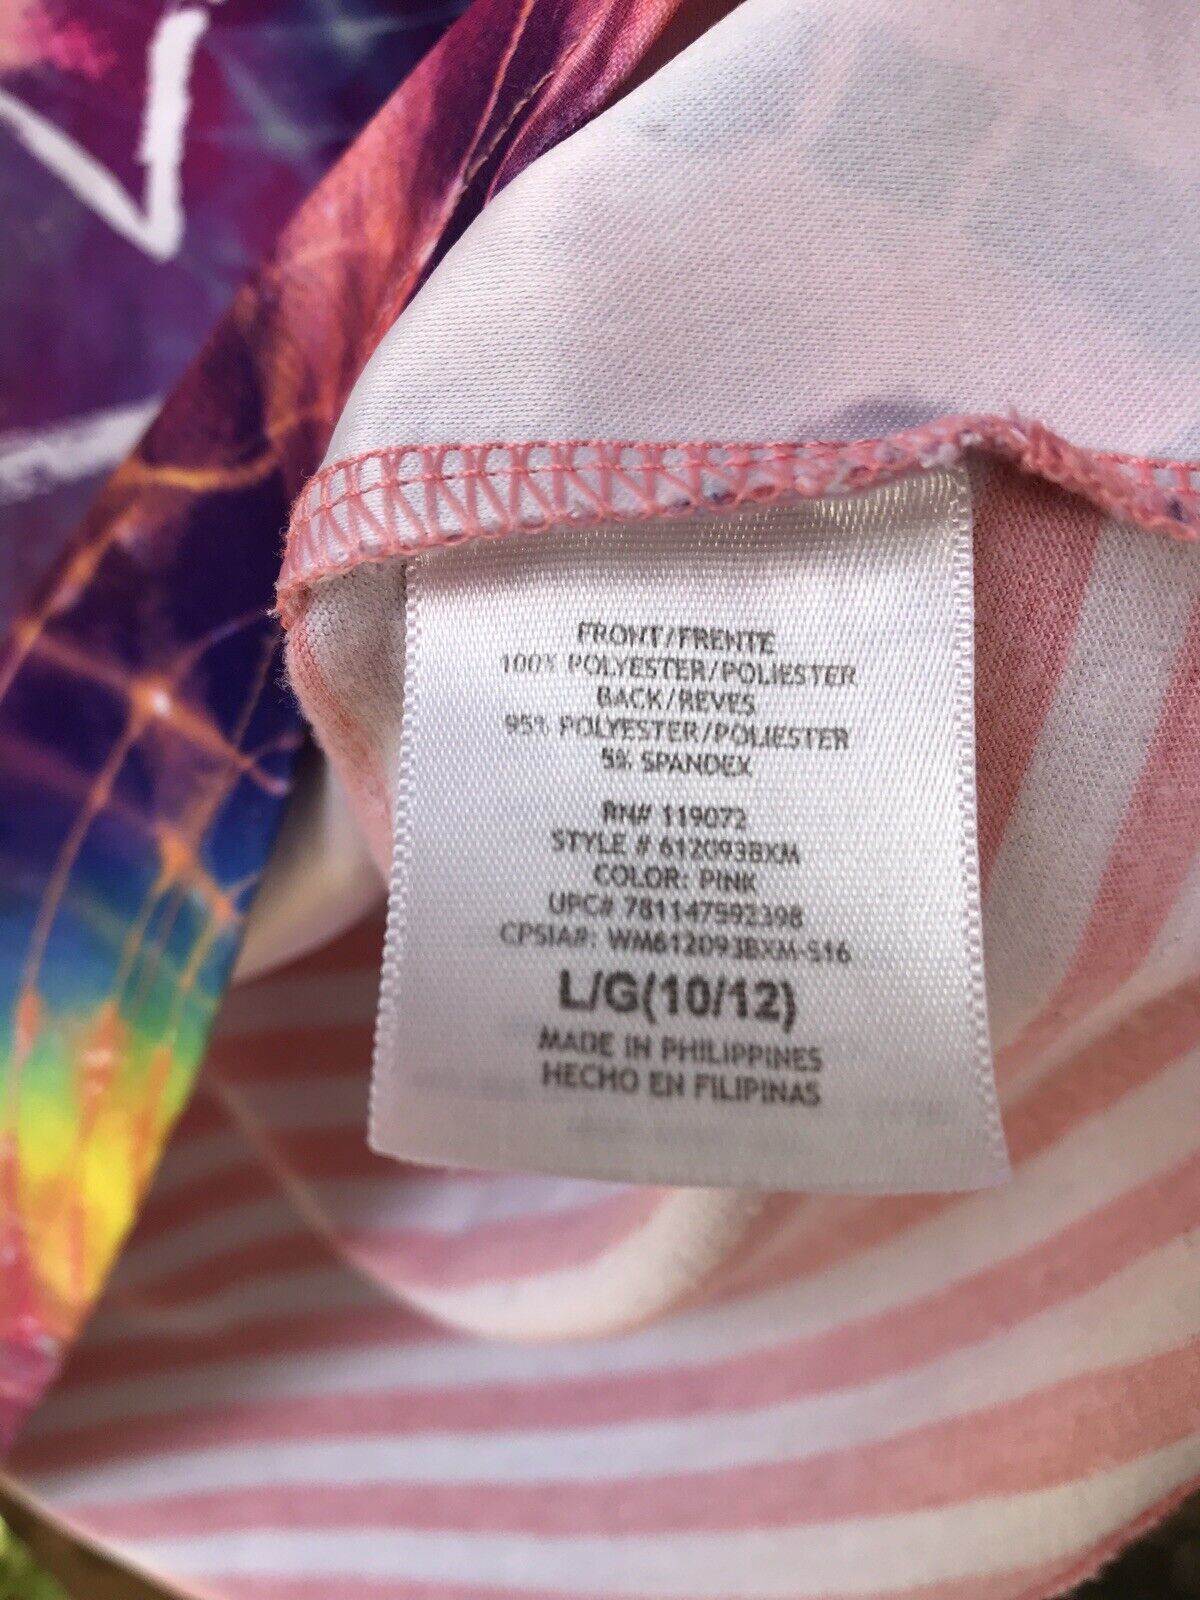 FRONT/FRENTE
100% POLYESTER/POLIESTER
BACK/REVES
95% POLYESTER/POLIESTER
5% SPANDEX
RN# 119072
STYLE # 612093BXM
COLOR: PINK
UPC# 781147592398
CPSIA#: WM612093BXM-S16
L/G(10/12)
MADE IN PHILIPPINES
HECHO EN FILIPINAS